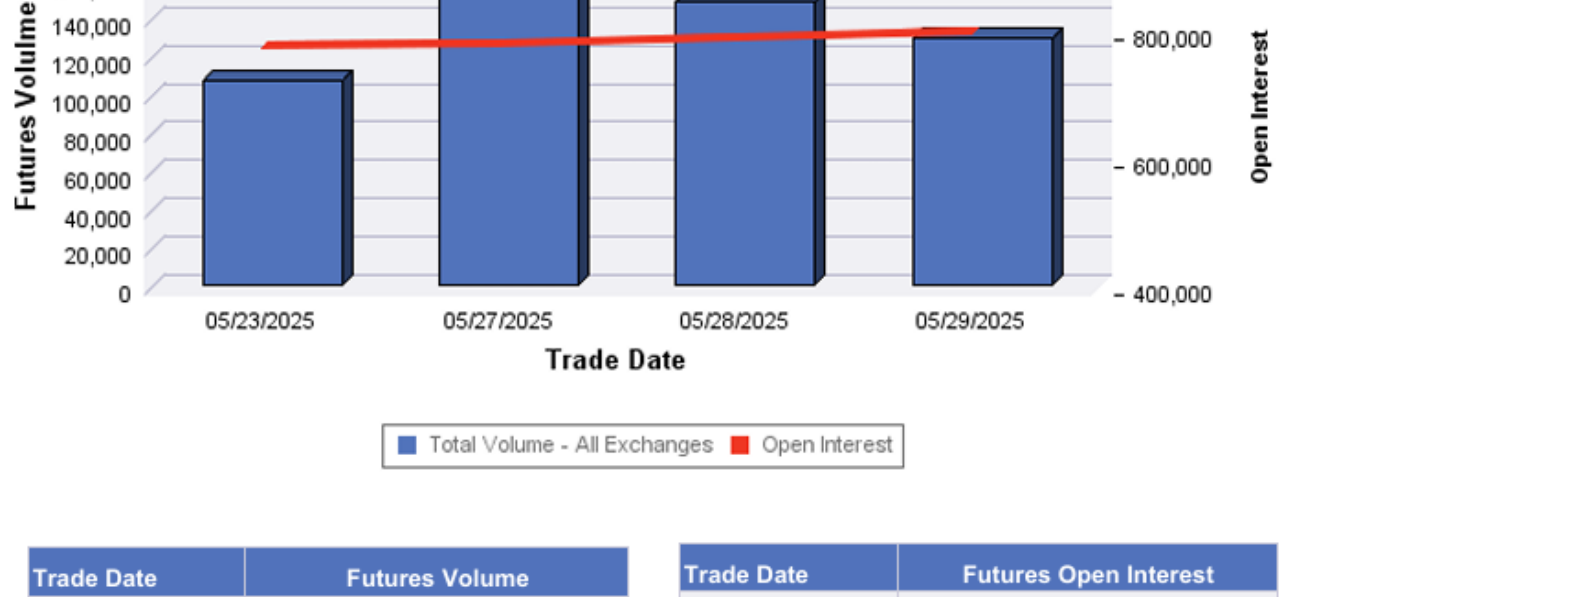 Futures Volulme
140,000
120,000
100,000
80,000
60,000
40,000
20,000
0
800,000
600,000
400,000
Open Interest
05/23/2025 05/27/2025 05/28/2025 05/29/2025
Trade Date
Total Volume - All Exchanges Open Interest
Trade Date Futures Volume
Trade Date Futures Open Interest